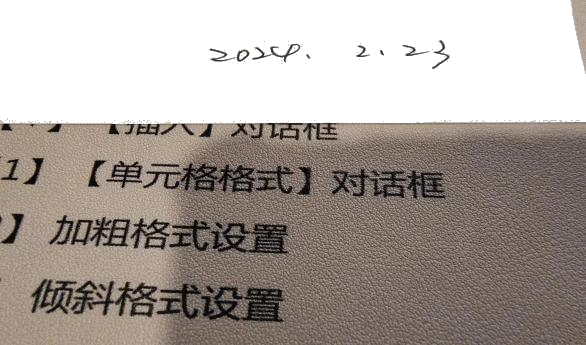 2024. 2.23
【插入】对话框
1】 【单元格格式】对话框
】 加粗格式设置
倾斜格式设置